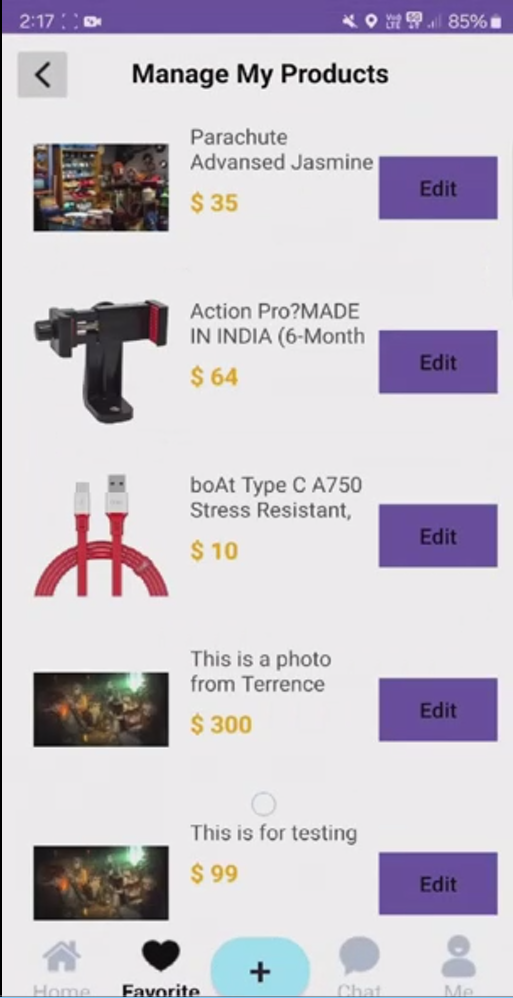 2:17
85%
Manage My Products
Parachute
Advansed Jasmine
$ 35
Edit
Action Pro?MADE
IN INDIA (6-Month
$ 64
Edit
boAt Type C A750
Stress Resistant,
$ 10
Edit
This is a photo
from Terrence
$ 300
Edit
This is for testing
$ 99
Edit
+
Home
Favorite
Chat
Me